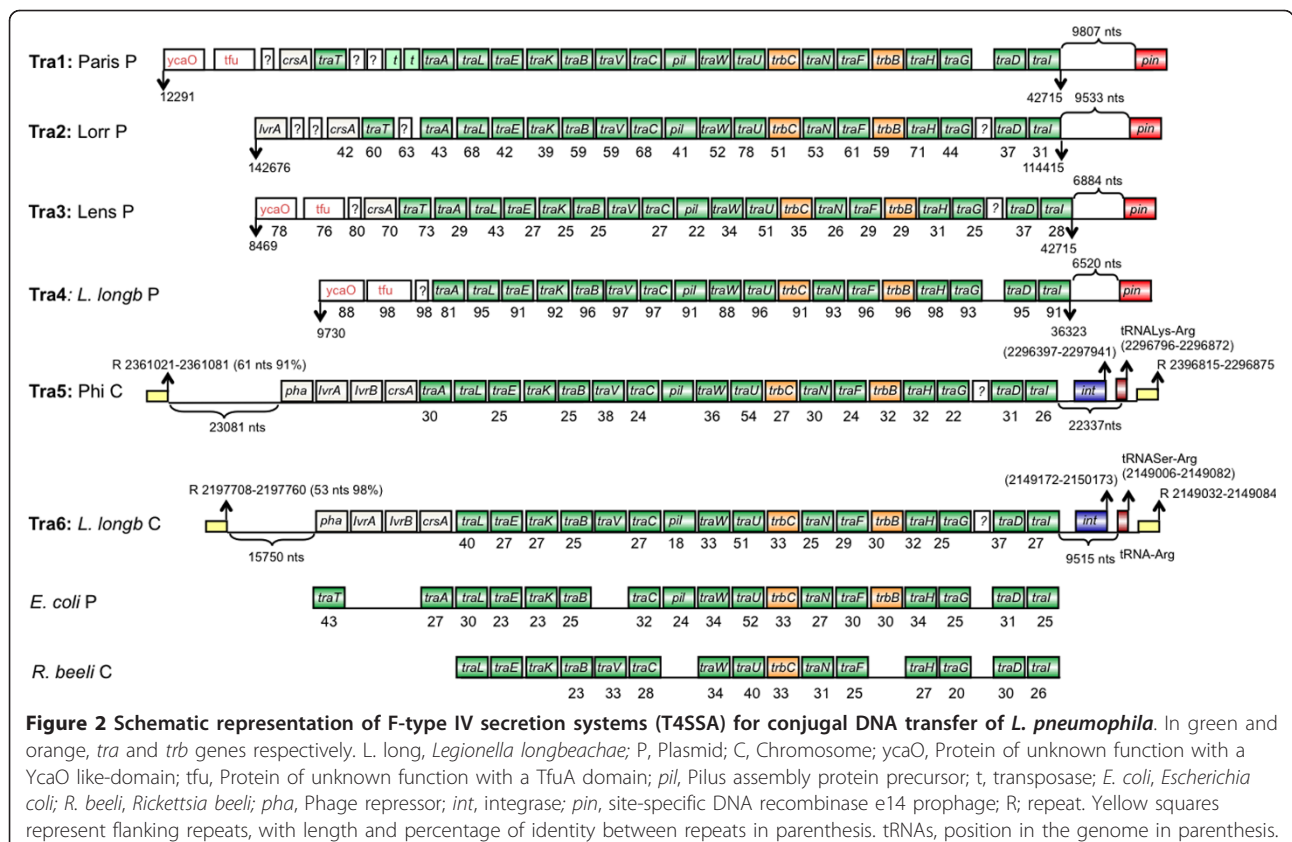 9807 nts
Tra1: Paris P ycaO tfu ? crsA traT ? ? t t traA traL traE traK traB traV traC pil traW traU trbC traN traF trbB traH traG traD traI pin
12291 42715
9533 nts
Tra2: Lorr P lvrA ? ? crsA traT ? traA traL traE traK traB traV traC pil traW traU trbC traN traF trbB traH traG ? traD traI pin
42 60 63 43 68 42 39 59 59 68 41 52 78 51 53 61 59 71 44 37 31
142676 114415
6884 nts
Tra3: Lens P ycaO tfu ? crsA traT traA traL traE traK traB traV traC pil traW traU trbC traN traF trbB traH traG ? traD traI pin
78 76 80 70 73 29 43 27 25 25 27 22 34 51 35 26 29 29 31 25 37 28
8469 42715
6520 nts
Tra4: L. longb P ycaO tfu ? traA traL traE traK traB traV traC pil traW traU trbC traN traF trbB traH traG traD traI pin
88 98 98 81 95 91 92 96 97 97 91 88 96 91 93 96 96 98 93 95 91
9730 36323
tRNALys-Arg
(2296796-2296872)
(2296397-2297941)
R 2361021-2361081 (61 nts 91%) R 2396815-2296875
Tra5: Phi C pha lvrA lvrB crsA traA traL traE traK traB traV traC pil traW traU trbC traN traF trbB traH traG ? traD traI int
30 25 25 38 24 36 54 27 30 24 32 32 22 31 26
23081 nts 22337nts
tRNASer-Arg
(2149006-2149082)
(2149172-2150173)
R 2197708-2197760 (53 nts 98%) R 2149032-2149084
Tra6: L. longb C pha lvrA lvrB crsA traL traE traK traB traV traC pil traW traU trbC traN traF trbB traH traG ? traD traI int
40 27 27 25 27 18 33 51 33 25 29 30 32 25 37 27
15750 nts 9515 nts tRNA-Arg
E. coli P traT traA traL traE traK traB traC pil traW traU trbC traN traF trbB traH traG traD traI
43 27 30 23 23 25 32 24 34 52 33 27 30 30 34 25 31 25
R. beeli C traL traE traK traB traV traC traW traU trbC traN traF traH traG traD traI
23 33 28 34 40 33 31 25 27 20 30 26
Figure 2 Schematic representation of F-type IV secretion systems (T4SSA) for conjugal DNA transfer of L. pneumophila. In green and
orange, tra and trb genes respectively. L. long, Legionella longbeachae; P, Plasmid; C, Chromosome; ycaO, Protein of unknown function with a
YcaO like-domain; tfu, Protein of unknown function with a TfuA domain; pil, Pilus assembly protein precursor; t, transposase; E. coli, Escherichia
coli; R. beeli, Rickettsia beeli; pha, Phage repressor; int, integrase; pin, site-specific DNA recombinase e14 prophage; R; repeat. Yellow squares
represent flanking repeats, with length and percentage of identity between repeats in parenthesis. tRNAs, position in the genome in parenthesis.